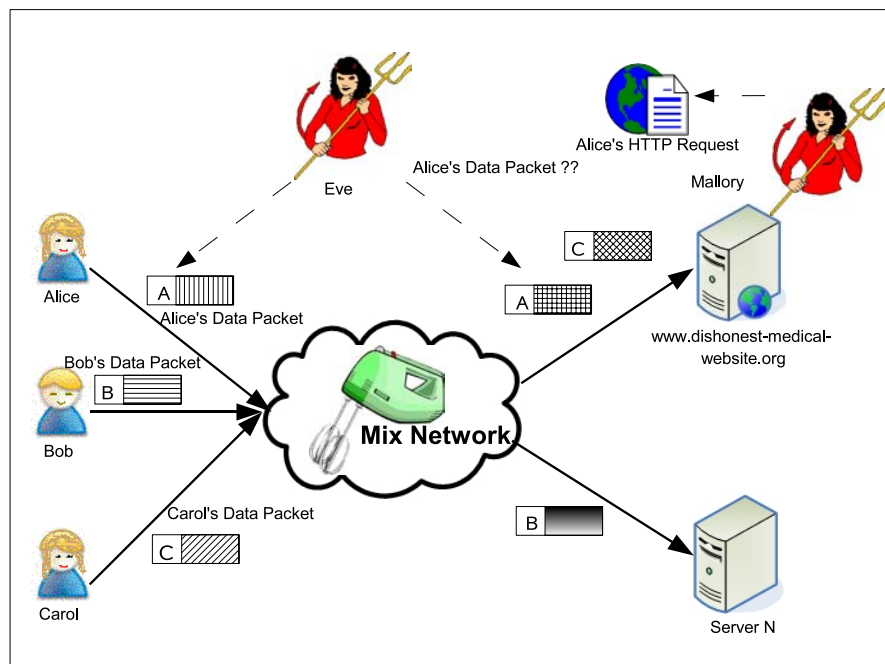 Eve
Alice's Data Packet ??
Alice's HTTP Request
Mallory
C
A
A
Alice
Alice's Data Packet
www.dishonest-medical-
website.org
Bob's Data Packet
B
Bob
Mix Network
Carol's Data Packet
C
B
Carol
Server N